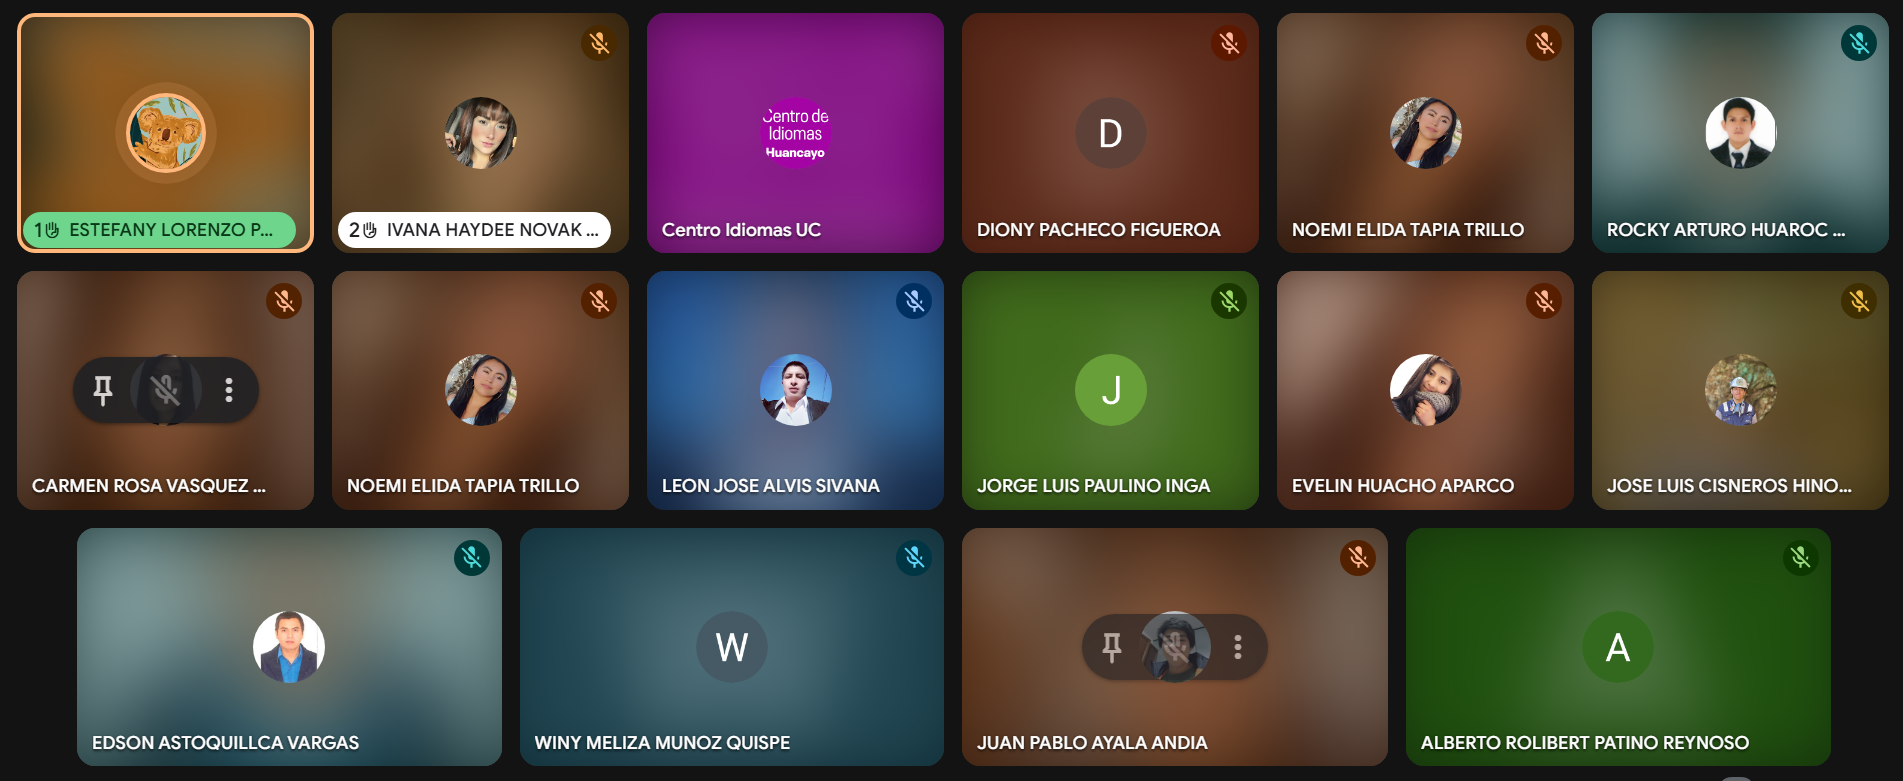 1 ESTEFANY LORENZO P...
2 IVANA HAYDEE NOVAK ...
Centro de
Idiomas
Huancayo
Centro Idiomas UC
D
DIONY PACHECO FIGUEROA
NOEMI ELIDA TAPIA TRILLO
ROCKY ARTURO HUAROC ...
CARMEN ROSA VASQUEZ ...
NOEMI ELIDA TAPIA TRILLO
LEON JOSE ALVIS SIVANA
J
JORGE LUIS PAULINO INGA
EVELIN HUACHO APARCO
JOSE LUIS CISNEROS HINO...
EDSON ASTOQUILLCA VARGAS
W
WINY MELIZA MUNOZ QUISPE
JUAN PABLO AYALA ANDIA
A
ALBERTO ROLIBERT PATINO REYNOSO